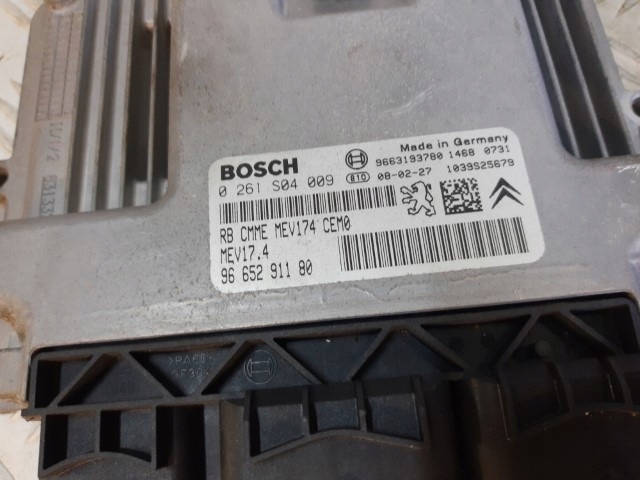 Made in Germany
BOSCH
9663193780 1468 0731
0 261 S04 009
810 08-02-27 1039S25679
RB CMME MEV174 CEM0
MEV17.4
96 652 911 80